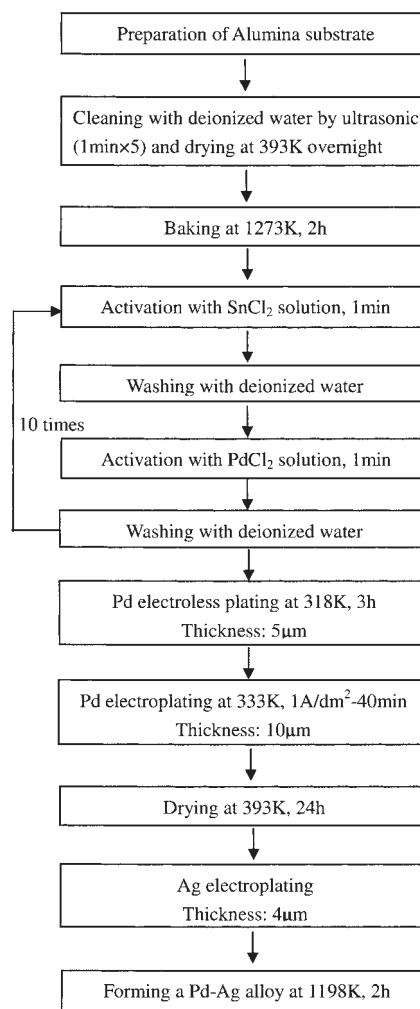 Preparation of Alumina substrate
Cleaning with deionized water by ultrasonic
(1min×5) and drying at 393K overnight
Baking at 1273K, 2h
Activation with SnCl₂ solution, 1min
Washing with deionized water
10 times
Activation with PdCl₂ solution, 1min
Washing with deionized water
Pd electroless plating at 318K, 3h
Thickness: 5μm
Pd electroplating at 333K, 1A/dm²-40min
Thickness: 10μm
Drying at 393K, 24h
Ag electroplating
Thickness: 4μm
Forming a Pd-Ag alloy at 1198K, 2h